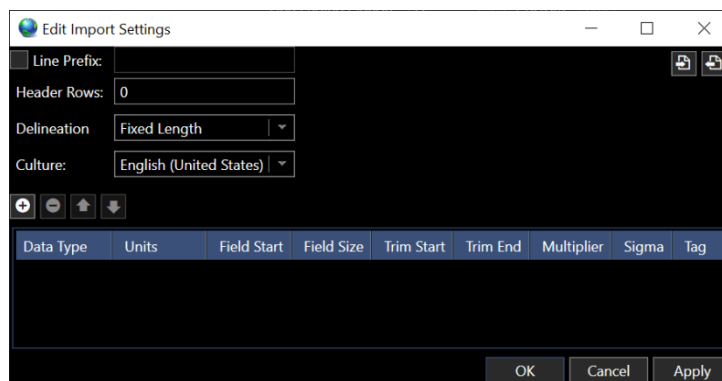 Edit Import Settings
Line Prefix:
Header Rows: 0
Delineation Fixed Length
Culture: English (United States)
Data Type Units Field Start Field Size Trim Start Trim End Multiplier Sigma Tag
OK Cancel Apply